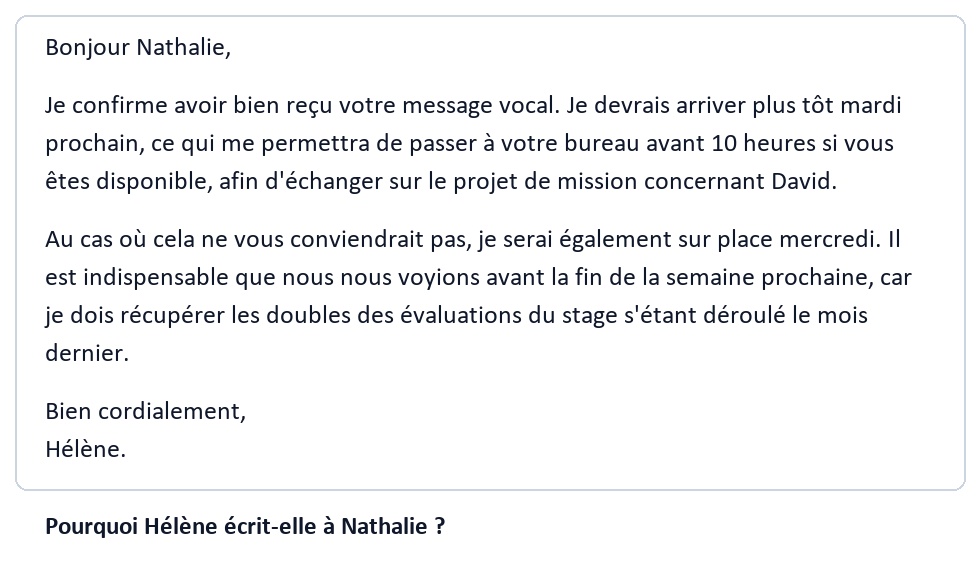 Bonjour Nathalie,
Je confirme avoir bien reçu votre message vocal. Je devrais arriver plus tôt mardi
prochain, ce qui me permettra de passer à votre bureau avant 10 heures si vous
êtes disponible, afin d'échanger sur le projet de mission concernant David.
Au cas où cela ne vous conviendrait pas, je serai également sur place mercredi. Il
est indispensable que nous nous voyions avant la fin de la semaine prochaine, car
je dois récupérer les doubles des évaluations du stage s'étant déroulé le mois
dernier.
Bien cordialement,
Hélène.
Pourquoi Hélène écrit-elle à Nathalie ?